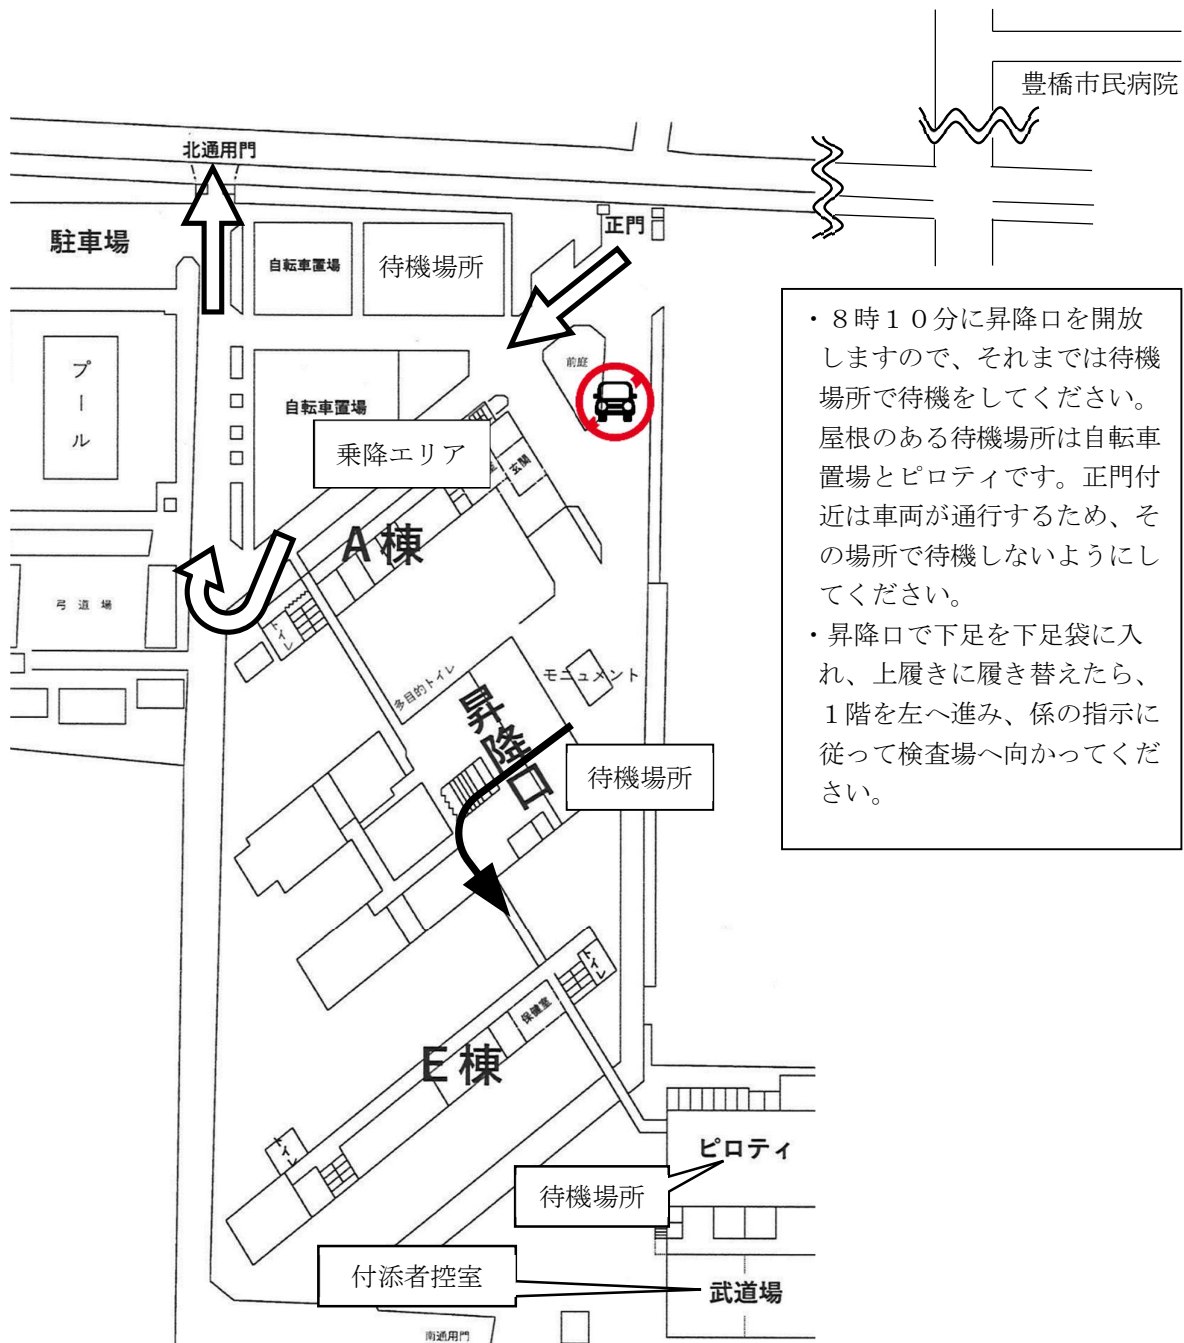 豊橋市民病院
北通用門
正門
駐車場
自転車置場
待機場所
プール
前庭
自転車置場
乗降エリア
玄関
A棟
弓道場
トイレ
多目的トイレ
モニュメント
昇降口
待機場所
・８時１０分に昇降口を開放
しますので、それまでは待機
場所で待機をしてください。
屋根のある待機場所は自転車
置場とピロティです。正門付
近は車両が通行するため、そ
の場所で待機しないようにし
てください。
・昇降口で下足を下足袋に入
れ、上履きに履き替えたら、
１階を左へ進み、係の指示に
従って検査場へ向かってくだ
さい。
トイレ
保健室
E棟
トイレ
ピロティ
待機場所
付添者控室
武道場
南通用門